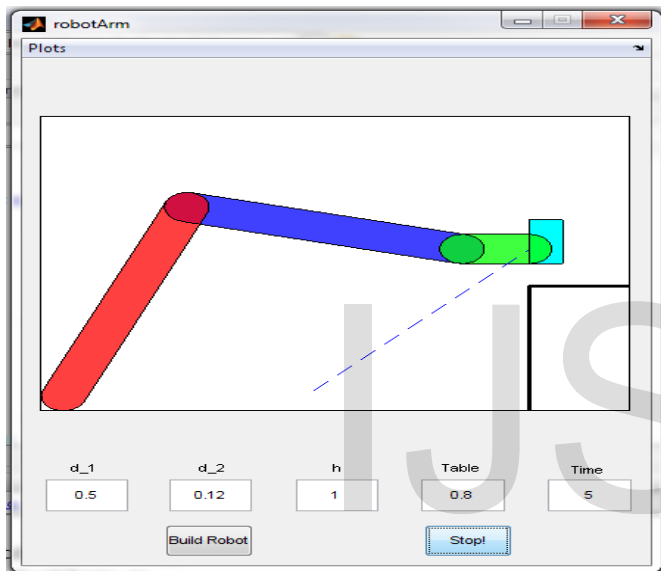 robotArm
Plots
d_1 d_2 h Table Time
0.5 0.12 1 0.8 5
Build Robot Stop!
IJS